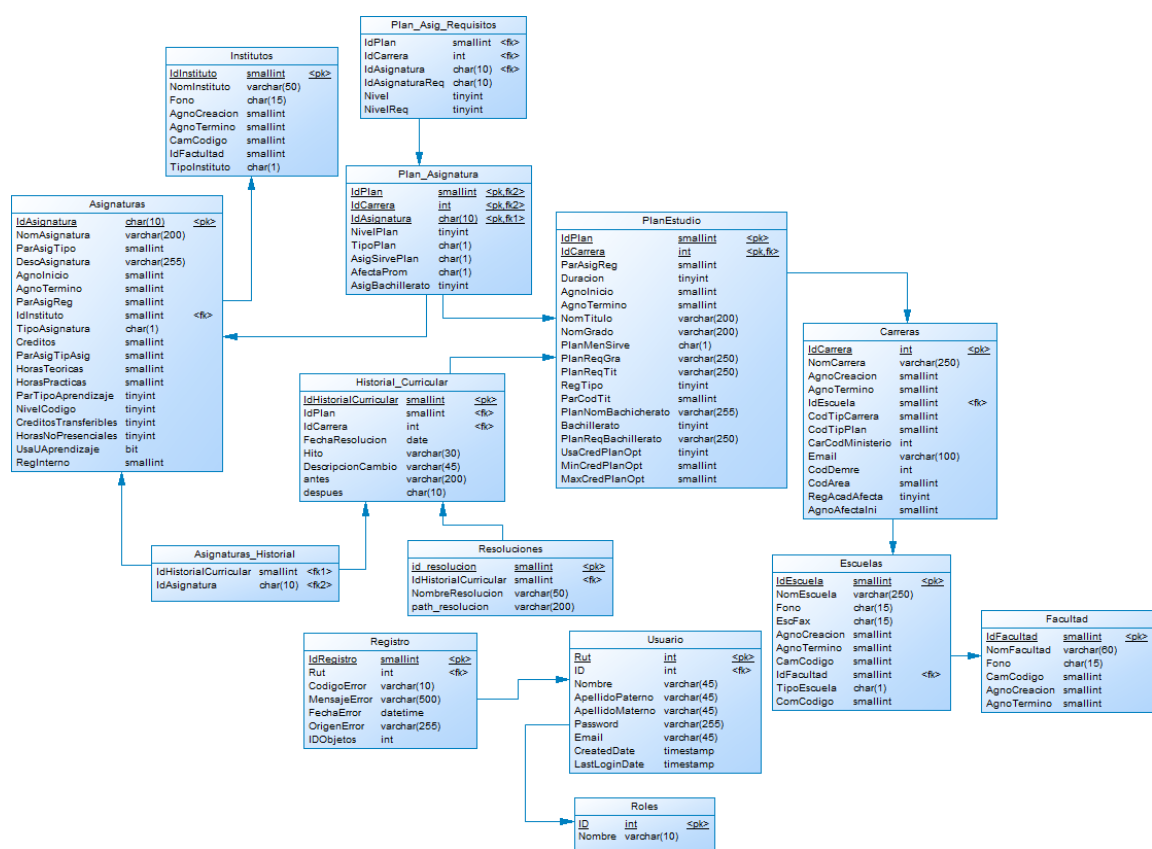 Plan_Asig_Requisitos
IdPlan smallint <fk>
IdCarrera int <fk>
IdAsignatura char(10) <fk>
IdAsignaturaReq char(10)
Nivel tinyint
NivelReq tinyint
Institutos
IdInstituto smallint <pk>
NomInstituto varchar(50)
Fono char(15)
AgnoCreacion smallint
AgnoTermino smallint
CamCodigo smallint
IdFactultad smallint
TipoInstituto char(1)
Plan_Asignatura
IdPlan smallint <pk,fk2>
IdCarrera int <pk,fk2>
IdAsignatura char(10) <pk,fk1>
NivelPlan tinyint
TipoPlan char(1)
AsigSirvePlan char(1)
AfectaProm char(1)
AsigBachillerato tinyint
Asignaturas
IdAsignatura char(10) <pk>
NomAsignatura varchar(200)
ParAsigTipo smallint
DescAsignatura varchar(255)
AgnoInicio smallint
AgnoTermino smallint
ParAsigReg smallint
IdInstituto smallint <fk>
TipoAsignatura char(1)
Creditos smallint
ParAsigTipAsig smallint
HorasTeoricas smallint
HorasPracticas smallint
ParTipoAprendizaje tinyint
NivelCodigo tinyint
CreditosTransferibles tinyint
HorasNoPresenciales tinyint
UsaUAprendizaje bit
RegInterno smallint
PlanEstudio
IdPlan smallint <pk>
IdCarrera int <pk,fk>
ParAsigReg smallint
Duracion tinyint
AgnoInicio smallint
AgnoTermino smallint
NomTitulo varchar(200)
NomGrado varchar(200)
PlanMenSirve char(1)
PlanReqGra varchar(250)
PlanReqTit varchar(250)
RegTipo tinyint
ParCodTit smallint
PlanNomBachicherato varchar(255)
Bachillerato tinyint
PlanReqBachillerato varchar(250)
UsaCredPlanOpt tinyint
MinCredPlanOpt smallint
MaxCredPlanOpt smallint
Carreras
IdCarrera int <pk>
NomCarrera varchar(250)
AgnoCreacion smallint
AgnoTermino smallint
IdEscuela smallint <fk>
CodTipCarrera smallint
CodTipPlan smallint
CarCodMinisterio int
Email varchar(100)
CodDemre int
CodArea smallint
RegAcadAfecta tinyint
AgnoAfectaIni smallint
Historial_Curricular
IdHistorialCurricular smallint <pk>
IdPlan smallint <fk>
IdCarrera int <fk>
FechaResolucion date
Hito varchar(30)
DescripcionCambio varchar(45)
antes varchar(200)
despues char(10)
Asignaturas_Historial
IdHistorialCurricular smallint <fk1>
IdAsignatura char(10) <fk2>
Resoluciones
id_resolucion smallint <pk>
IdHistorialCurricular smallint <fk>
NombreResolucion varchar(50)
path_resolucion varchar(200)
Escuelas
IdEscuela smallint <pk>
NomEscuela varchar(250)
Fono char(15)
EscFax char(15)
AgnoCreacion smallint
AgnoTermino smallint
CamCodigo smallint
IdFacultad smallint <fk>
TipoEscuela char(1)
ComCodigo smallint
Facultad
IdFacultad smallint <pk>
NomFacultad varchar(60)
Fono char(15)
CamCodigo smallint
AgnoCreacion smallint
AgnoTermino smallint
Registro
IdRegistro smallint <pk>
Rut int <fk>
CodigoError varchar(10)
MensajeError varchar(500)
FechaError datetime
OrigenError varchar(255)
IDObjetos int
Usuario
Rut int <pk>
ID int <fk>
Nombre varchar(45)
ApellidoPaterno varchar(45)
ApellidoMaterno varchar(45)
Password varchar(255)
Email varchar(45)
CreatedDate timestamp
LastLoginDate timestamp
Roles
ID int <pk>
Nombre varchar(10)